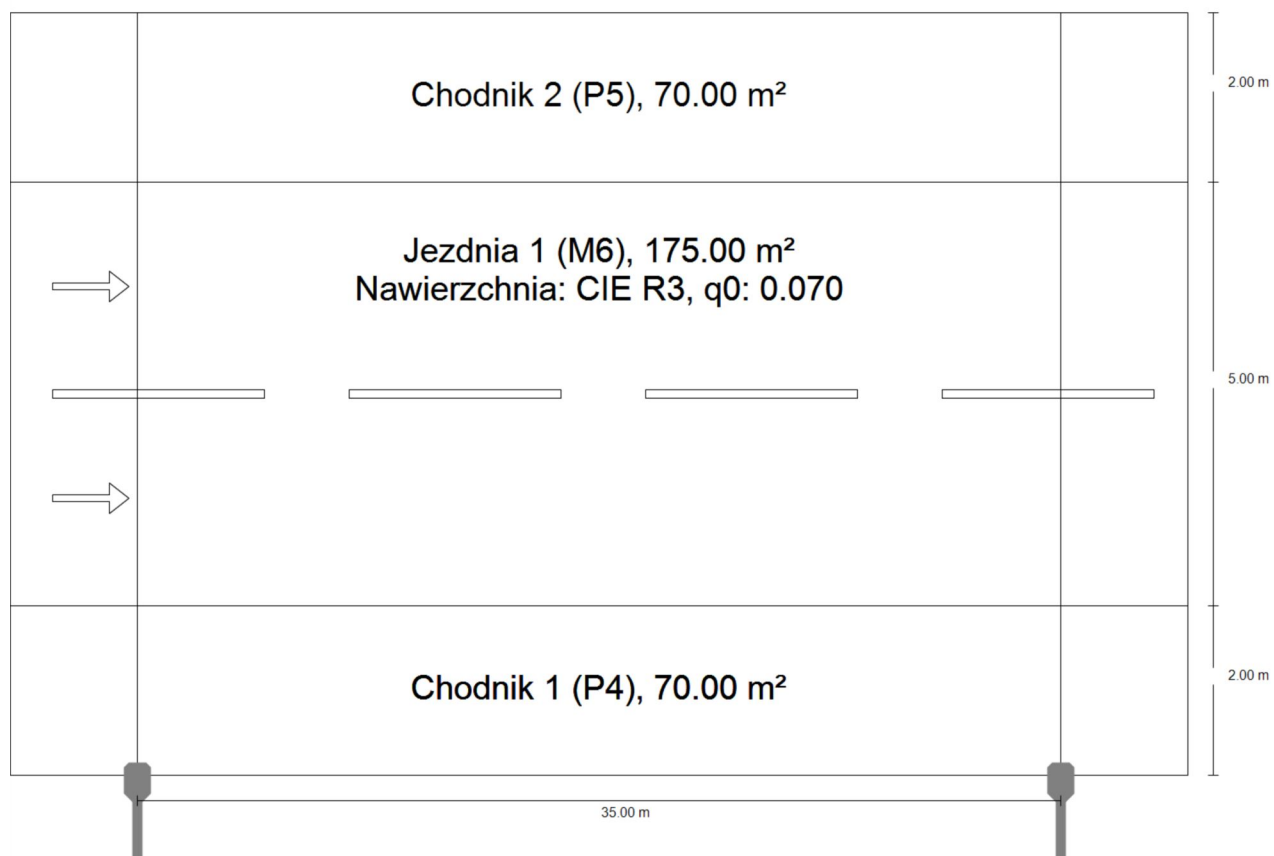 Chodnik 2 (P5), 70.00 m²
2.00 m
Jezdnia 1 (M6), 175.00 m²
Nawierzchnia: CIE R3, q0: 0.070
5.00 m
Chodnik 1 (P4), 70.00 m²
2.00 m
35.00 m